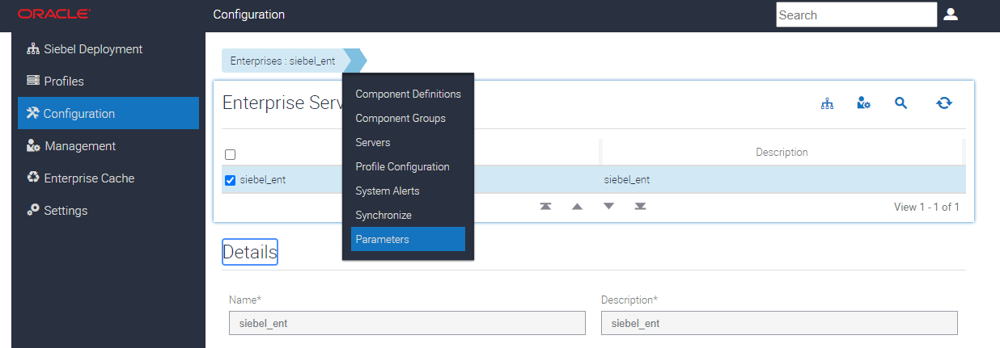 ORACLE
Configuration
Search
Siebel Deployment
Profiles
Configuration
Management
Enterprise Cache
Settings
Enterprises : siebel_ent
Component Definitions
Component Groups
Servers
Profile Configuration
System Alerts
Synchronize
Parameters
Enterprise Serv
Description
siebel_ent siebel_ent
View 1 - 1 of 1
Details
Name* Description*
siebel_ent siebel_ent